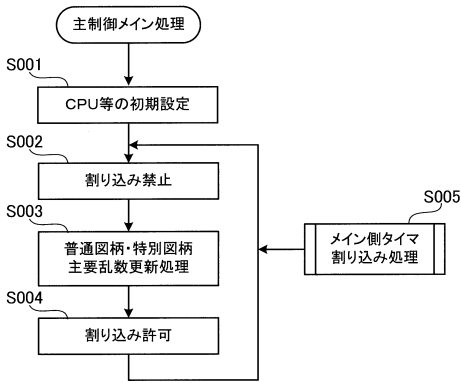 主制御メイン処理
S001
CPU等の初期設定
S002
割り込み禁止
S003
普通図柄・特別図柄
主要乱数更新処理
S004
割り込み許可
S005
メイン側タイマ
割り込み処理